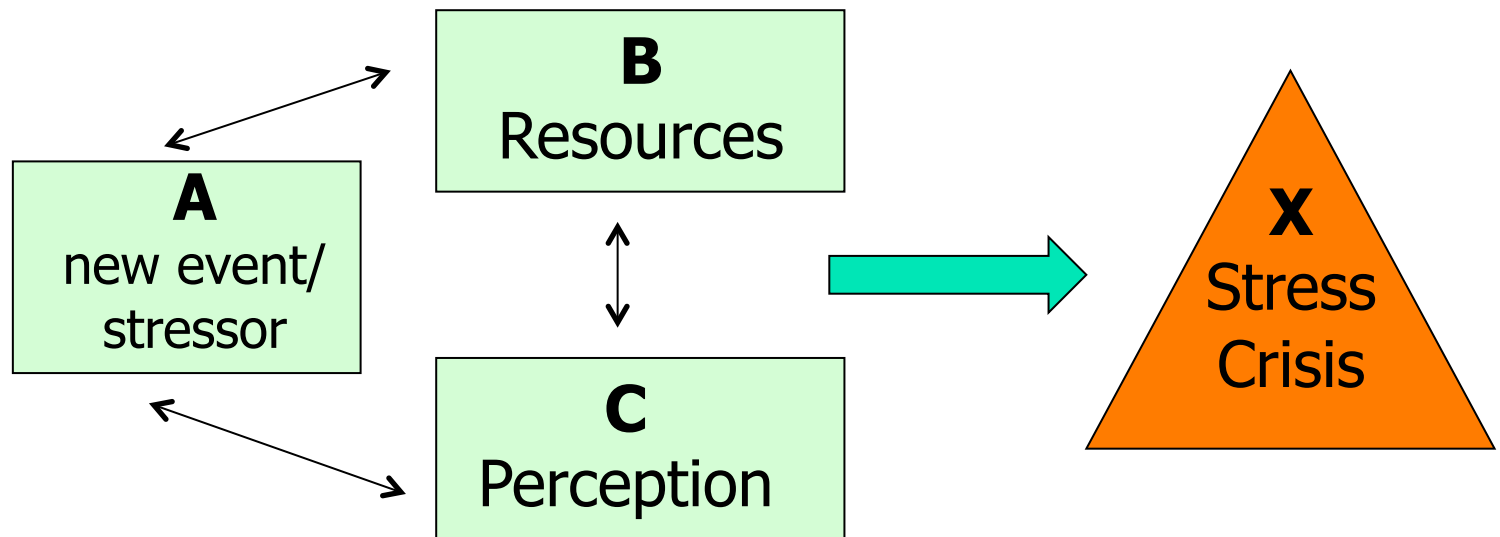 A
new event/
stressor
B
Resources
C
Perception
X
Stress
Crisis